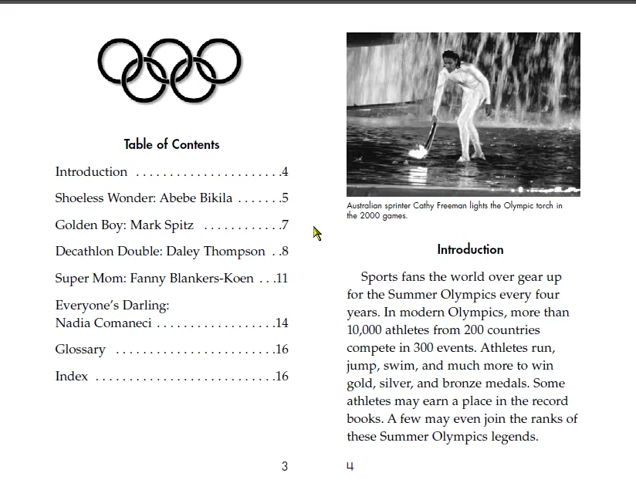 Table of Contents
Introduction . . . . . . . . . . . . . . . . . . . . . .4
Shoeless Wonder: Abebe Bikila . . . . . . .5
Golden Boy: Mark Spitz . . . . . . . . . . . .7
Decathlon Double: Daley Thompson . .8
Super Mom: Fanny Blankers-Koen . . .11
Everyone’s Darling:
Nadia Comaneci . . . . . . . . . . . . . . . . .14
Glossary . . . . . . . . . . . . . . . . . . . . . . .16
Index . . . . . . . . . . . . . . . . . . . . . . . . . .16
3
Australian sprinter Cathy Freeman lights the Olympic torch in
the 2000 games.
Introduction
Sports fans the world over gear up
for the Summer Olympics every four
years. In modern Olympics, more than
10,000 athletes from 200 countries
compete in 300 events. Athletes run,
jump, swim, and much more to win
gold, silver, and bronze medals. Some
athletes may earn a place in the record
books. A few may even join the ranks of
these Summer Olympics legends.
4